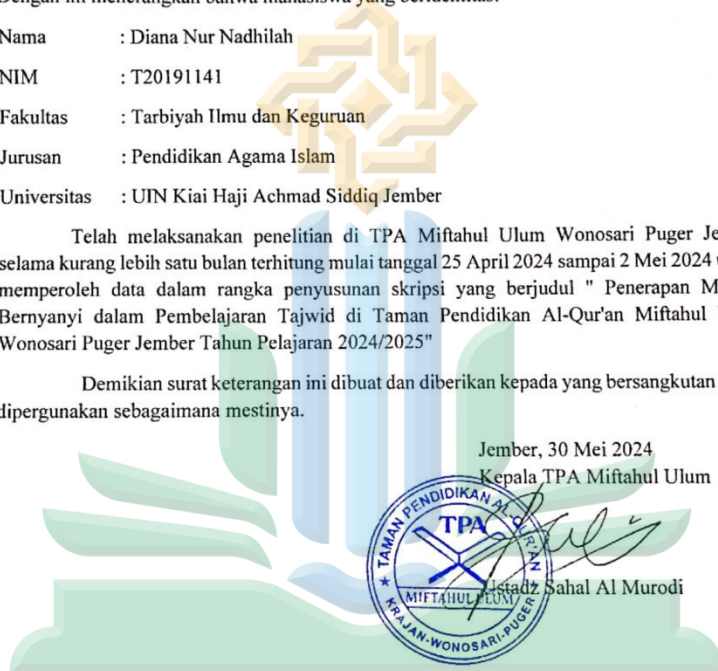 Dengan ini menerangkan bahwa mahasiswa yang beridentitas:
Nama : Diana Nur Nadhilah
NIM : T20191141
Fakultas : Tarbiyah Ilmu dan Keguruan
Jurusan : Pendidikan Agama Islam
Universitas : UIN Kiai Haji Achmad Siddiq Jember
Telah melaksanakan penelitian di TPA Miftahul Ulum Wonosari Puger Je
selama kurang lebih satu bulan terhitung mulai tanggal 25 April 2024 sampai 2 Mei 2024
memperoleh data dalam rangka penyusunan skripsi yang berjudul " Penerapan M
Bernyanyi dalam Pembelajaran Tajwid di Taman Pendidikan Al-Qur'an Miftahul
Wonosari Puger Jember Tahun Pelajaran 2024/2025"
Demikian surat keterangan ini dibuat dan diberikan kepada yang bersangkutan
dipergunakan sebagaimana mestinya.
Jember, 30 Mei 2024
Kepala TPA Miftahul Ulum
TAMAN PENDIDIKAN AL-QUR'AN
TPA
MIFTAHUL ULUM
KRAJAN-WONOSARI-PUGER
Ustadz Sahal Al Murodi